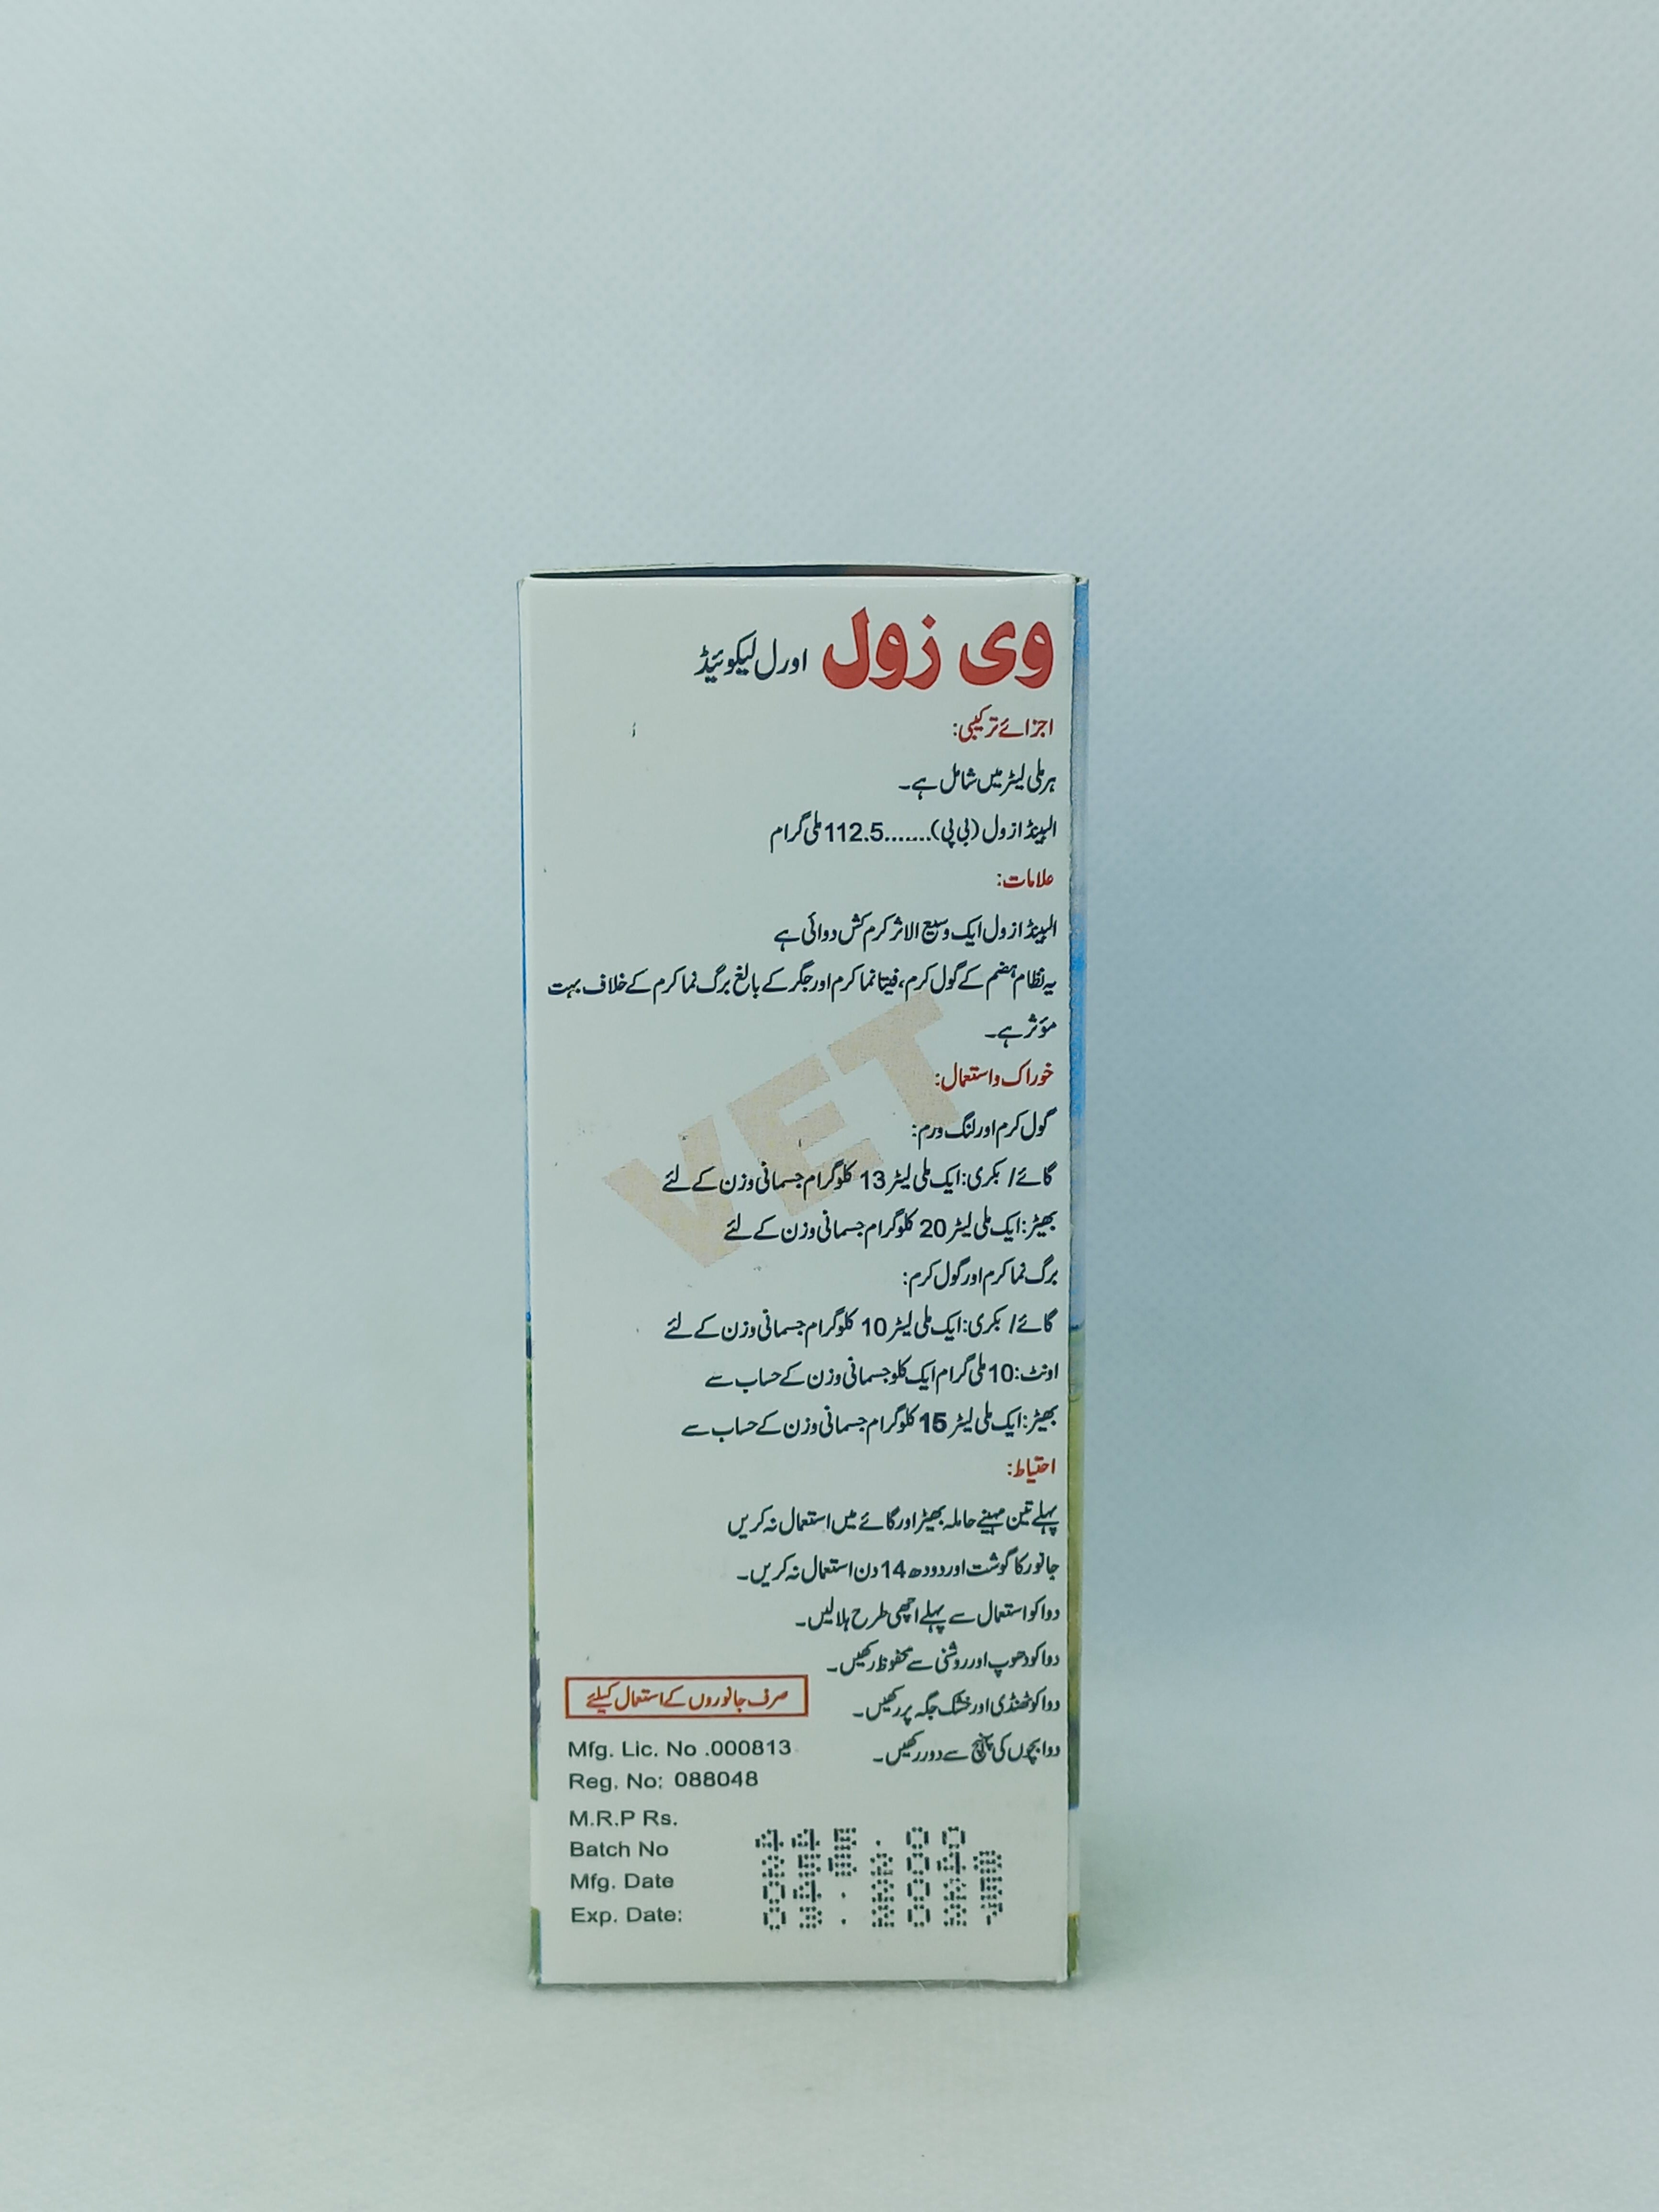 وی زول اورل لیکوئیڈ
اجزائے ترکیبی:
ہر ملی لیٹر میں شامل ہے۔
البینڈازول (بی پی).......112.5 ملی گرام
علامات:
البینڈازول ایک وسیع الاثر کرم کش دوائی ہے
یہ نظام ہضم کے گول کرم، فیتا نما کرم اور جگر کے بالغ برگ نما کرم کے خلاف بہت
مؤثر ہے۔
خوراک و استعمال:
گول کرم اور لنگ ورم:
گائے/ بکری: ایک ملی لیٹر 13 کلوگرام جسمانی وزن کے لئے
بھیڑ: ایک ملی لیٹر 20 کلوگرام جسمانی وزن کے لئے
برگ نما کرم اور گول کرم:
گائے/ بکری: ایک ملی لیٹر 10 کلوگرام جسمانی وزن کے لئے
اونٹ: 10 ملی گرام ایک کلو جسمانی وزن کے حساب سے
بھیڑ: ایک ملی لیٹر 15 کلوگرام جسمانی وزن کے حساب سے
احتیاط:
پہلے تین مہینے حاملہ بھیڑ اور گائے میں استعمال نہ کریں
جانور کا گوشت اور دودھ 14 دن استعمال نہ کریں۔
دوا کو استعمال سے پہلے اچھی طرح ہلا لیں۔
دوا کو دھوپ اور روشنی سے محفوظ رکھیں۔
دوا کو ٹھنڈی اور خشک جگہ پر رکھیں۔
دوا بچوں کی پہنچ سے دور رکھیں۔
صرف جانوروں کے استعمال کیلئے
VET
Mfg. Lic. No .000813
Reg. No: 088048
M.R.P Rs.
Batch No
Mfg. Date
Exp. Date: